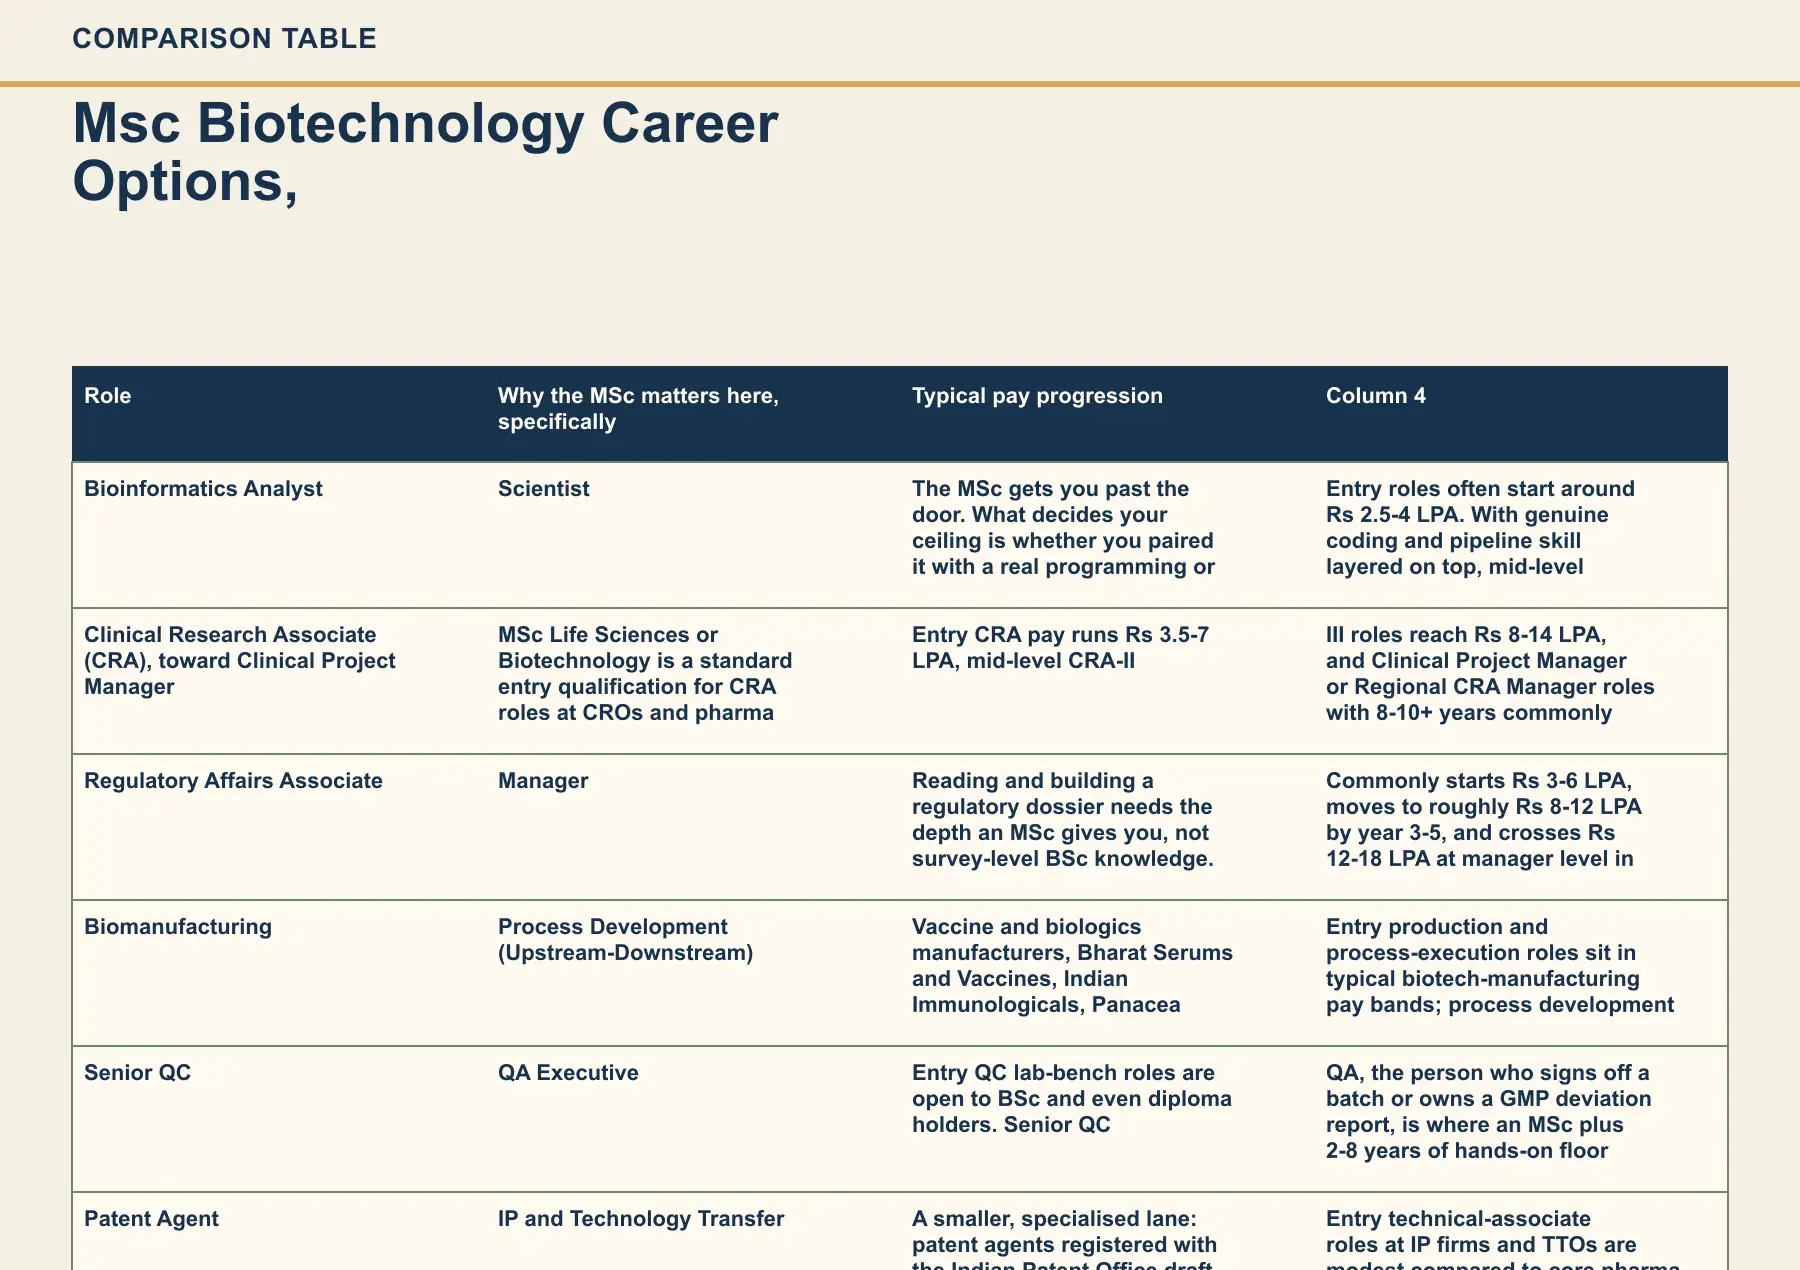 COMPARISON TABLE
Msc Biotechnology Career
Options,
Role
Why the MSc matters here,
specifically
Typical pay progression
Column 4
Bioinformatics Analyst
Scientist
The MSc gets you past the
door. What decides your
ceiling is whether you paired
it with a real programming or
Entry roles often start around
Rs 2.5-4 LPA. With genuine
coding and pipeline skill
layered on top, mid-level
Clinical Research Associate
(CRA), toward Clinical Project
Manager
MSc Life Sciences or
Biotechnology is a standard
entry qualification for CRA
roles at CROs and pharma
Entry CRA pay runs Rs 3.5-7
LPA, mid-level CRA-II
III roles reach Rs 8-14 LPA,
and Clinical Project Manager
or Regional CRA Manager roles
with 8-10+ years commonly
Regulatory Affairs Associate
Manager
Reading and building a
regulatory dossier needs the
depth an MSc gives you, not
survey-level BSc knowledge.
Commonly starts Rs 3-6 LPA,
moves to roughly Rs 8-12 LPA
by year 3-5, and crosses Rs
12-18 LPA at manager level in
Biomanufacturing
Process Development
(Upstream-Downstream)
Vaccine and biologics
manufacturers, Bharat Serums
and Vaccines, Indian
Immunologicals, Panacea
Entry production and
process-execution roles sit in
typical biotech-manufacturing
pay bands; process development
Senior QC
QA Executive
Entry QC lab-bench roles are
open to BSc and even diploma
holders. Senior QC
QA, the person who signs off a
batch or owns a GMP deviation
report, is where an MSc plus
2-8 years of hands-on floor
Patent Agent
IP and Technology Transfer
A smaller, specialised lane:
patent agents registered with
the Indian Patent Office draft
Entry technical-associate
roles at IP firms and TTOs are
modest compared to core pharma